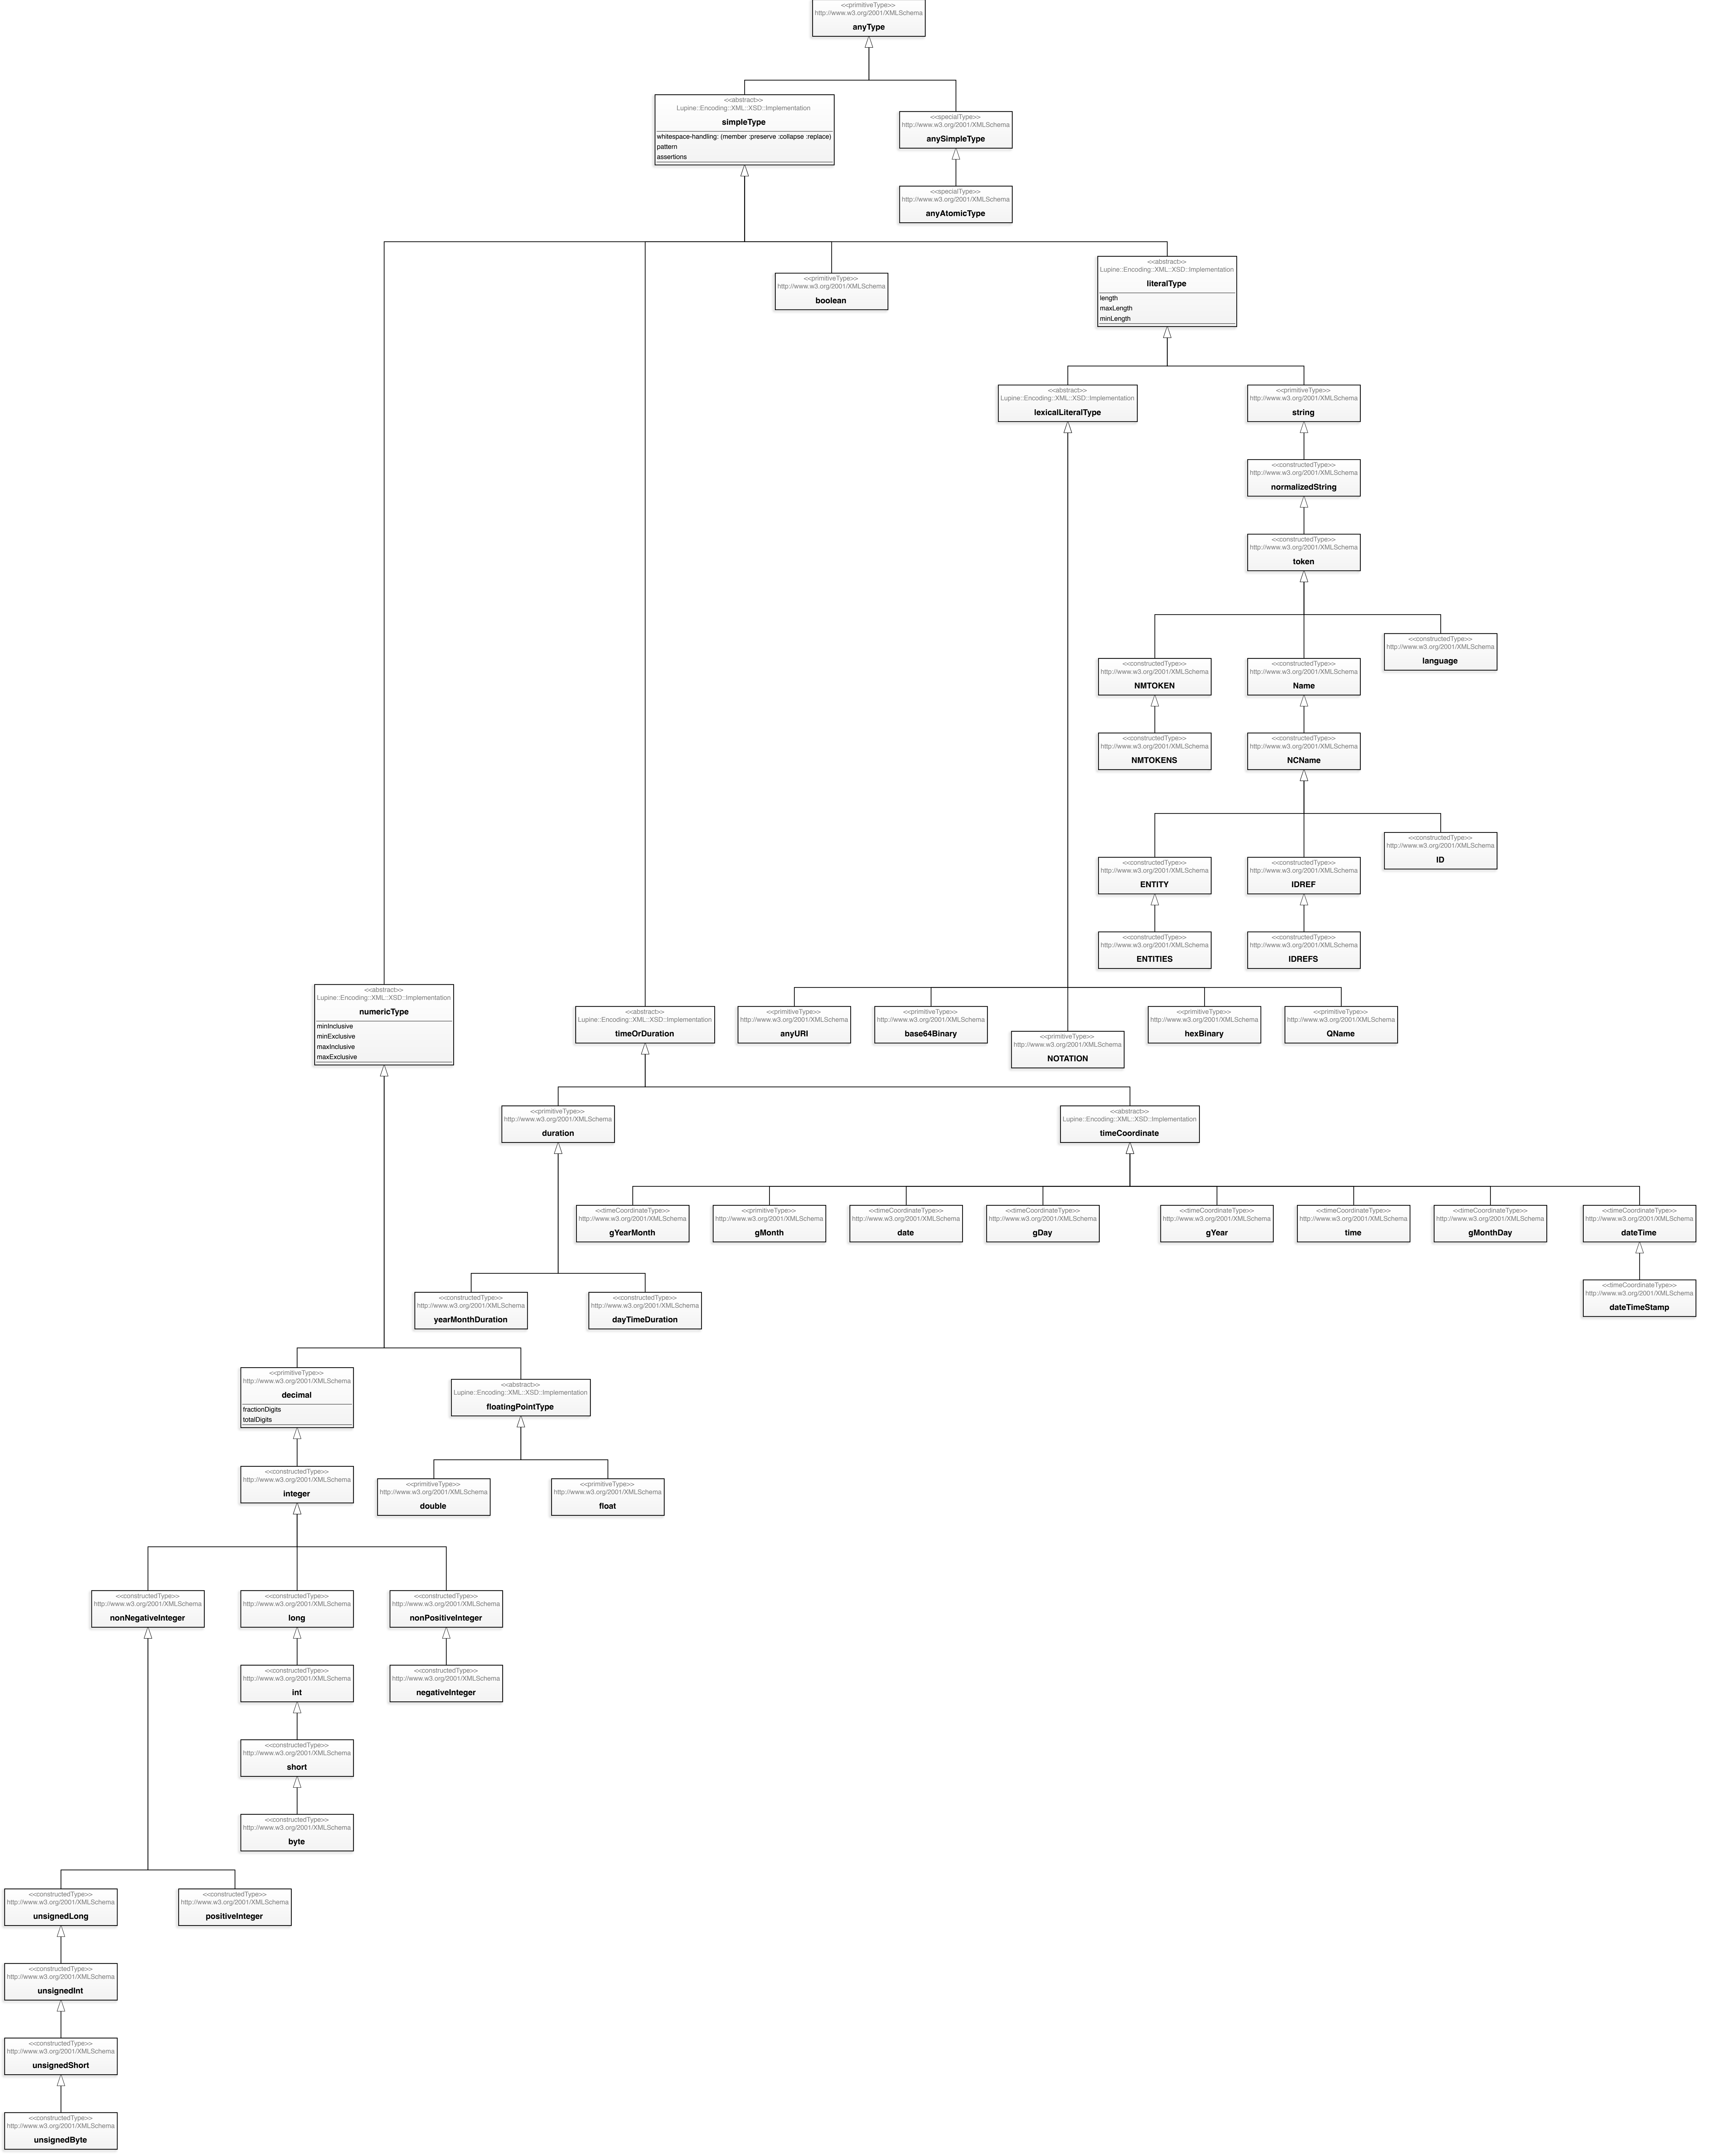 <<primitiveType>>
http://www.w3.org/2001/XMLSchema
anyType
<<abstract>>
Lupine::Encoding::XML::XSD::Implementation
simpleType
whitespace-handling: (member :preserve :collapse :replace)
pattern
assertions
<<specialType>>
http://www.w3.org/2001/XMLSchema
anySimpleType
<<specialType>>
http://www.w3.org/2001/XMLSchema
anyAtomicType
<<primitiveType>>
http://www.w3.org/2001/XMLSchema
boolean
<<abstract>>
Lupine::Encoding::XML::XSD::Implementation
literalType
length
maxLength
minLength
<<abstract>>
Lupine::Encoding::XML::XSD::Implementation
lexicalLiteralType
<<primitiveType>>
http://www.w3.org/2001/XMLSchema
string
<<constructedType>>
http://www.w3.org/2001/XMLSchema
normalizedString
<<constructedType>>
http://www.w3.org/2001/XMLSchema
token
<<constructedType>>
http://www.w3.org/2001/XMLSchema
language
<<constructedType>>
http://www.w3.org/2001/XMLSchema
NMTOKEN
<<constructedType>>
http://www.w3.org/2001/XMLSchema
Name
<<constructedType>>
http://www.w3.org/2001/XMLSchema
NMTOKENS
<<constructedType>>
http://www.w3.org/2001/XMLSchema
NCName
<<constructedType>>
http://www.w3.org/2001/XMLSchema
ID
<<constructedType>>
http://www.w3.org/2001/XMLSchema
ENTITY
<<constructedType>>
http://www.w3.org/2001/XMLSchema
IDREF
<<constructedType>>
http://www.w3.org/2001/XMLSchema
ENTITIES
<<constructedType>>
http://www.w3.org/2001/XMLSchema
IDREFS
<<abstract>>
Lupine::Encoding::XML::XSD::Implementation
numericType
minInclusive
minExclusive
maxInclusive
maxExclusive
<<abstract>>
Lupine::Encoding::XML::XSD::Implementation
timeOrDuration
<<primitiveType>>
http://www.w3.org/2001/XMLSchema
anyURI
<<primitiveType>>
http://www.w3.org/2001/XMLSchema
base64Binary
<<primitiveType>>
http://www.w3.org/2001/XMLSchema
NOTATION
<<primitiveType>>
http://www.w3.org/2001/XMLSchema
hexBinary
<<primitiveType>>
http://www.w3.org/2001/XMLSchema
QName
<<primitiveType>>
http://www.w3.org/2001/XMLSchema
duration
<<abstract>>
Lupine::Encoding::XML::XSD::Implementation
timeCoordinate
<<timeCoordinateType>>
http://www.w3.org/2001/XMLSchema
gYearMonth
<<primitiveType>>
http://www.w3.org/2001/XMLSchema
gMonth
<<timeCoordinateType>>
http://www.w3.org/2001/XMLSchema
date
<<timeCoordinateType>>
http://www.w3.org/2001/XMLSchema
gDay
<<timeCoordinateType>>
http://www.w3.org/2001/XMLSchema
gYear
<<timeCoordinateType>>
http://www.w3.org/2001/XMLSchema
time
<<timeCoordinateType>>
http://www.w3.org/2001/XMLSchema
gMonthDay
<<timeCoordinateType>>
http://www.w3.org/2001/XMLSchema
dateTime
<<timeCoordinateType>>
http://www.w3.org/2001/XMLSchema
dateTimeStamp
<<constructedType>>
http://www.w3.org/2001/XMLSchema
yearMonthDuration
<<constructedType>>
http://www.w3.org/2001/XMLSchema
dayTimeDuration
<<primitiveType>>
http://www.w3.org/2001/XMLSchema
decimal
fractionDigits
totalDigits
<<abstract>>
Lupine::Encoding::XML::XSD::Implementation
floatingPointType
<<constructedType>>
http://www.w3.org/2001/XMLSchema
integer
<<primitiveType>>
http://www.w3.org/2001/XMLSchema
double
<<primitiveType>>
http://www.w3.org/2001/XMLSchema
float
<<constructedType>>
http://www.w3.org/2001/XMLSchema
nonNegativeInteger
<<constructedType>>
http://www.w3.org/2001/XMLSchema
long
<<constructedType>>
http://www.w3.org/2001/XMLSchema
nonPositiveInteger
<<constructedType>>
http://www.w3.org/2001/XMLSchema
int
<<constructedType>>
http://www.w3.org/2001/XMLSchema
negativeInteger
<<constructedType>>
http://www.w3.org/2001/XMLSchema
short
<<constructedType>>
http://www.w3.org/2001/XMLSchema
byte
<<constructedType>>
http://www.w3.org/2001/XMLSchema
unsignedLong
<<constructedType>>
http://www.w3.org/2001/XMLSchema
positiveInteger
<<constructedType>>
http://www.w3.org/2001/XMLSchema
unsignedInt
<<constructedType>>
http://www.w3.org/2001/XMLSchema
unsignedShort
<<constructedType>>
http://www.w3.org/2001/XMLSchema
unsignedByte